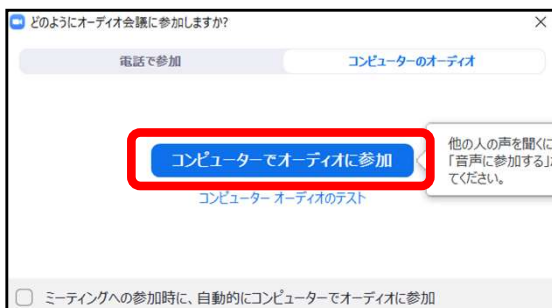 どのようにオーディオ会議に参加しますか?
電話で参加
コンピューターのオーディオ
コンピューターでオーディオに参加
他の人の声を聞くに
「音声に参加する」
てください。
コンピューター オーディオのテスト
ミーティングへの参加時に、自動的にコンピューターでオーディオに参加